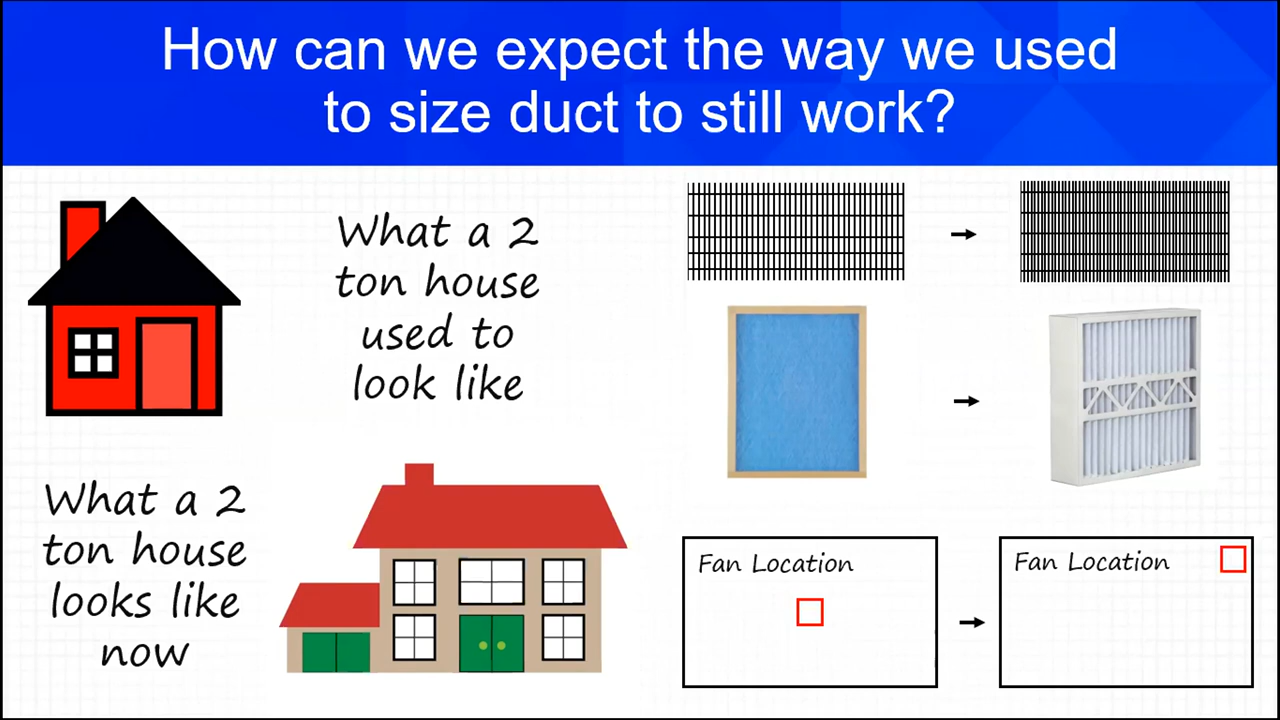 How can we expect the way we used
to size duct to still work?
What a 2
ton house
used to
look like
What a 2
ton house
looks like
now
Fan Location
Fan Location